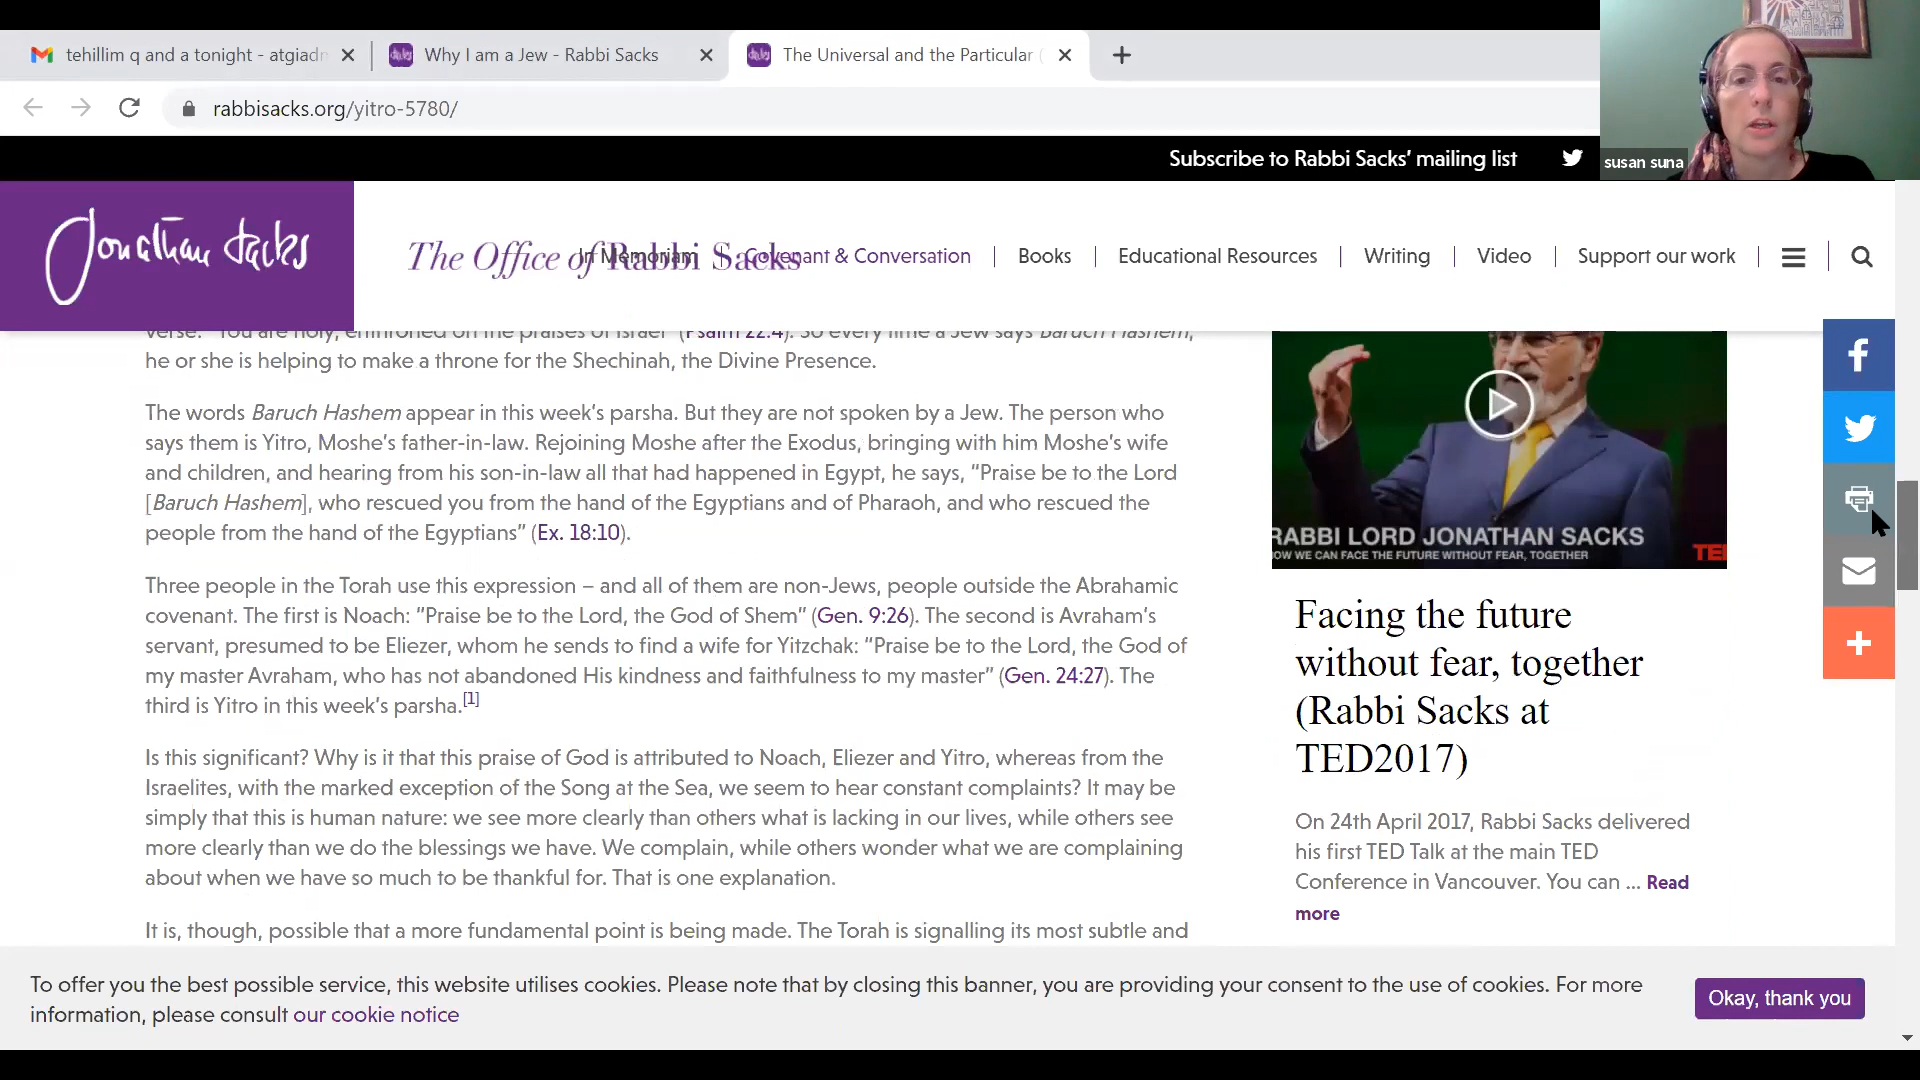 tehillim q and a tonight - atgiadn
Why I am a Jew - Rabbi Sacks
The Universal and the Particular (
rabbisacks.org/yitro-5780/
Subscribe to Rabbi Sacks' mailing list
susan suna
Jonathan Sacks
The Office of Rabbi Sacks
In Memoriam
Covenant & Conversation
Books
Educational Resources
Writing
Video
Support our work
verse: "You are holy, enthroned on the praises of Israel" (Psalm 22:4). So every time a Jew says Baruch Hashem,
he or she is helping to make a throne for the Shechinah, the Divine Presence.
The words Baruch Hashem appear in this week's parsha. But they are not spoken by a Jew. The person who
says them is Yitro, Moshe's father-in-law. Rejoining Moshe after the Exodus, bringing with him Moshe's wife
and children, and hearing from his son-in-law all that had happened in Egypt, he says, "Praise be to the Lord
[Baruch Hashem], who rescued you from the hand of the Egyptians and of Pharaoh, and who rescued the
people from the hand of the Egyptians" (Ex. 18:10).
Three people in the Torah use this expression – and all of them are non-Jews, people outside the Abrahamic
covenant. The first is Noach: "Praise be to the Lord, the God of Shem" (Gen. 9:26). The second is Avraham's
servant, presumed to be Eliezer, whom he sends to find a wife for Yitzchak: "Praise be to the Lord, the God of
my master Avraham, who has not abandoned His kindness and faithfulness to my master" (Gen. 24:27). The
third is Yitro in this week's parsha.[1]
Is this significant? Why is it that this praise of God is attributed to Noach, Eliezer and Yitro, whereas from the
Israelites, with the marked exception of the Song at the Sea, we seem to hear constant complaints? It may be
simply that this is human nature: we see more clearly than others what is lacking in our lives, while others see
more clearly than we do the blessings we have. We complain, while others wonder what we are complaining
about when we have so much to be thankful for. That is one explanation.
It is, though, possible that a more fundamental point is being made. The Torah is signalling its most subtle and
RABBI LORD JONATHAN SACKS
HOW WE CAN FACE THE FUTURE WITHOUT FEAR, TOGETHER
TED
Facing the future
without fear, together
(Rabbi Sacks at
TED2017)
On 24th April 2017, Rabbi Sacks delivered
his first TED Talk at the main TED
Conference in Vancouver. You can ... Read
more
To offer you the best possible service, this website utilises cookies. Please note that by closing this banner, you are providing your consent to the use of cookies. For more
information, please consult our cookie notice
Okay, thank you